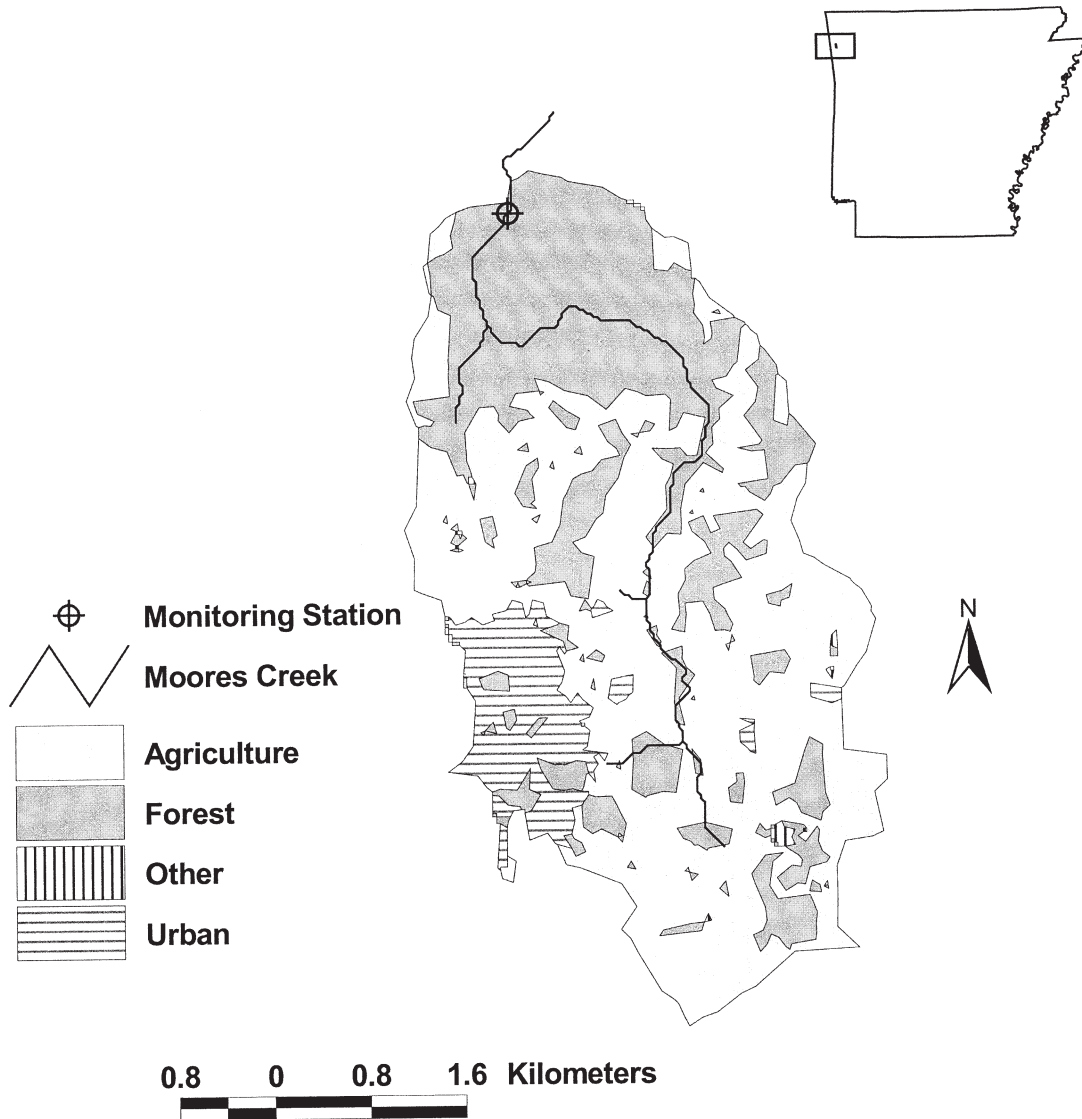 N
Monitoring Station
Moores Creek
Agriculture
Forest
Other
Urban
0.8 0 0.8 1.6 Kilometers